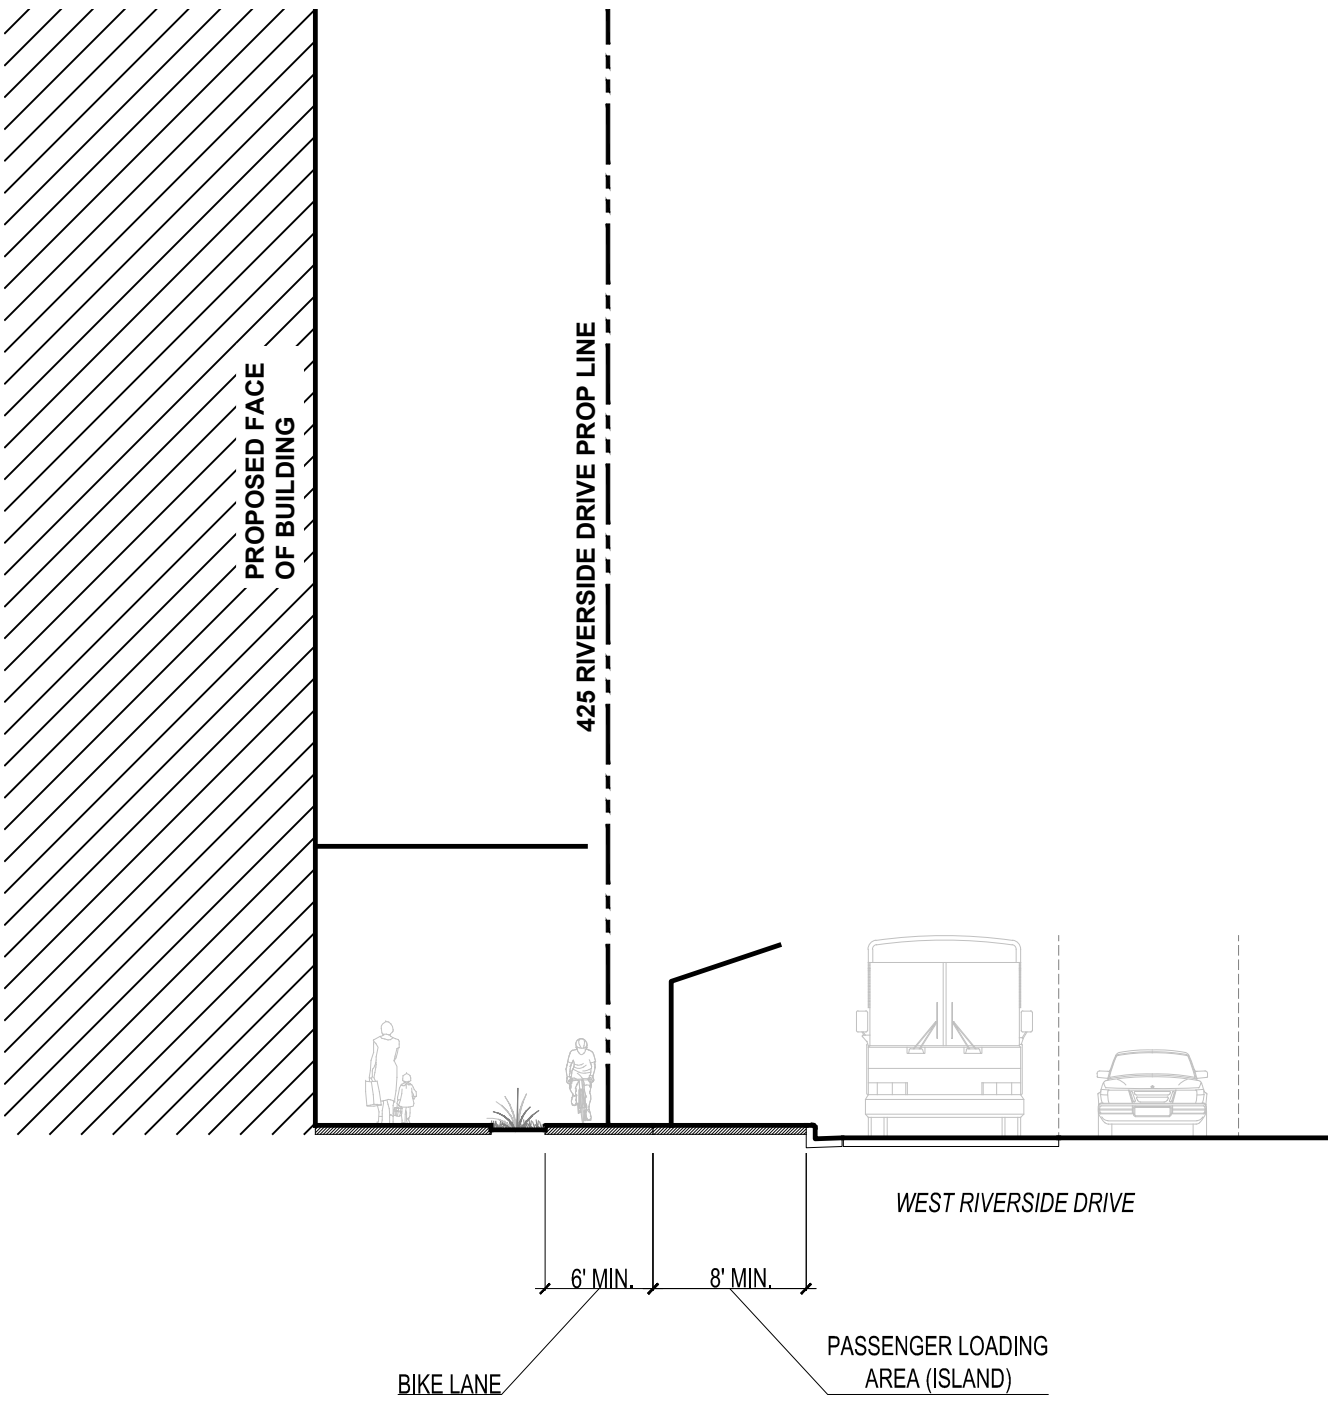 PROPOSED FACE
OF BUILDING
425 RIVERSIDE DRIVE PROP LINE
WEST RIVERSIDE DRIVE
6' MIN.
8' MIN.
BIKE LANE
PASSENGER LOADING
AREA (ISLAND)